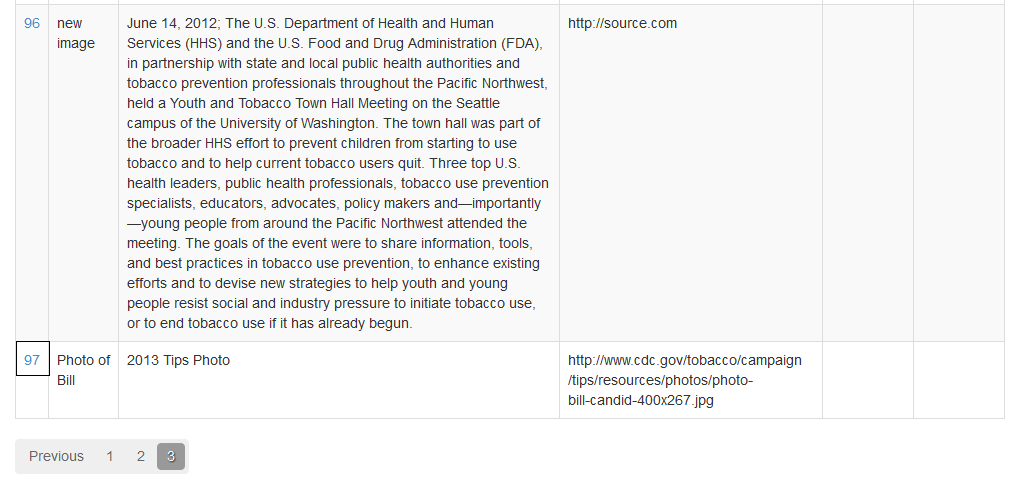 96
new
image
June 14, 2012; The U.S. Department of Health and Human
Services (HHS) and the U.S. Food and Drug Administration (FDA),
in partnership with state and local public health authorities and
tobacco prevention professionals throughout the Pacific Northwest,
held a Youth and Tobacco Town Hall Meeting on the Seattle
campus of the University of Washington. The town hall was part of
the broader HHS effort to prevent children from starting to use
tobacco and to help current tobacco users quit. Three top U.S.
health leaders, public health professionals, tobacco use prevention
specialists, educators, advocates, policy makers and—importantly
—young people from around the Pacific Northwest attended the
meeting. The goals of the event were to share information, tools,
and best practices in tobacco use prevention, to enhance existing
efforts and to devise new strategies to help youth and young
people resist social and industry pressure to initiate tobacco use,
or to end tobacco use if it has already begun.
http://source.com
97
Photo of
Bill
2013 Tips Photo
http://www.cdc.gov/tobacco/campaign
/tips/resources/photos/photo-
bill-candid-400x267.jpg
Previous 1 2 3